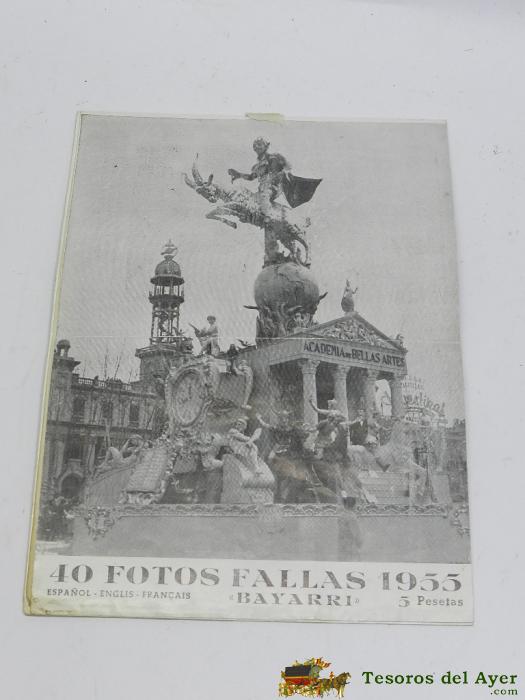 ACADEMIA DE BELLAS ARTES
40 FOTOS FALLAS 1955
ESPAÑOL - ENGLIS - FRANÇAIS
«BAYARRI»
5 Pesetas
Tesoros del Ayer
.com